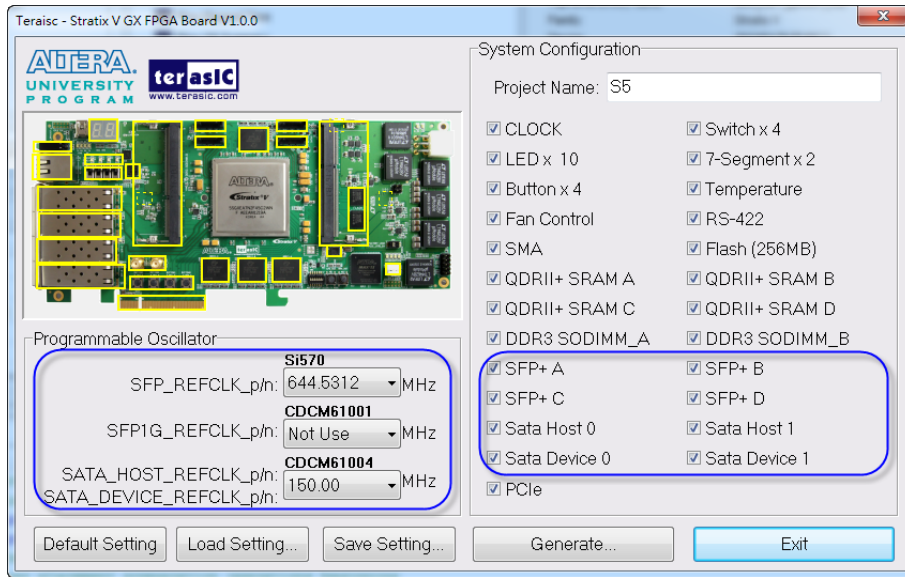 Teraisc - Stratix V GX FPGA Board V1.0.0
ALTERA.
UNIVERSITY
PROGRAM
terasIC
www.terasic.com
ALTERA
Stratix V
System Configuration
Project Name: S5
CLOCK
Switch x 4
LED x 10
7-Segment x 2
Button x 4
Temperature
Fan Control
RS-422
SMA
Flash (256MB)
QDRII+ SRAM A
QDRII+ SRAM B
QDRII+ SRAM C
QDRII+ SRAM D
DDR3 SODIMM_A
DDR3 SODIMM_B
SFP+ A
SFP+ B
SFP+ C
SFP+ D
Sata Host 0
Sata Host 1
Sata Device 0
Sata Device 1
PCIe
Programmable Oscillator
Si570
SFP_REFCLK_p/n: 644.5312 MHz
CDCM61001
SFP1G_REFCLK_p/n: Not Use MHz
CDCM61004
SATA_HOST_REFCLK_p/n:
SATA_DEVICE_REFCLK_p/n: 150.00 MHz
Default Setting
Load Setting...
Save Setting...
Generate...
Exit